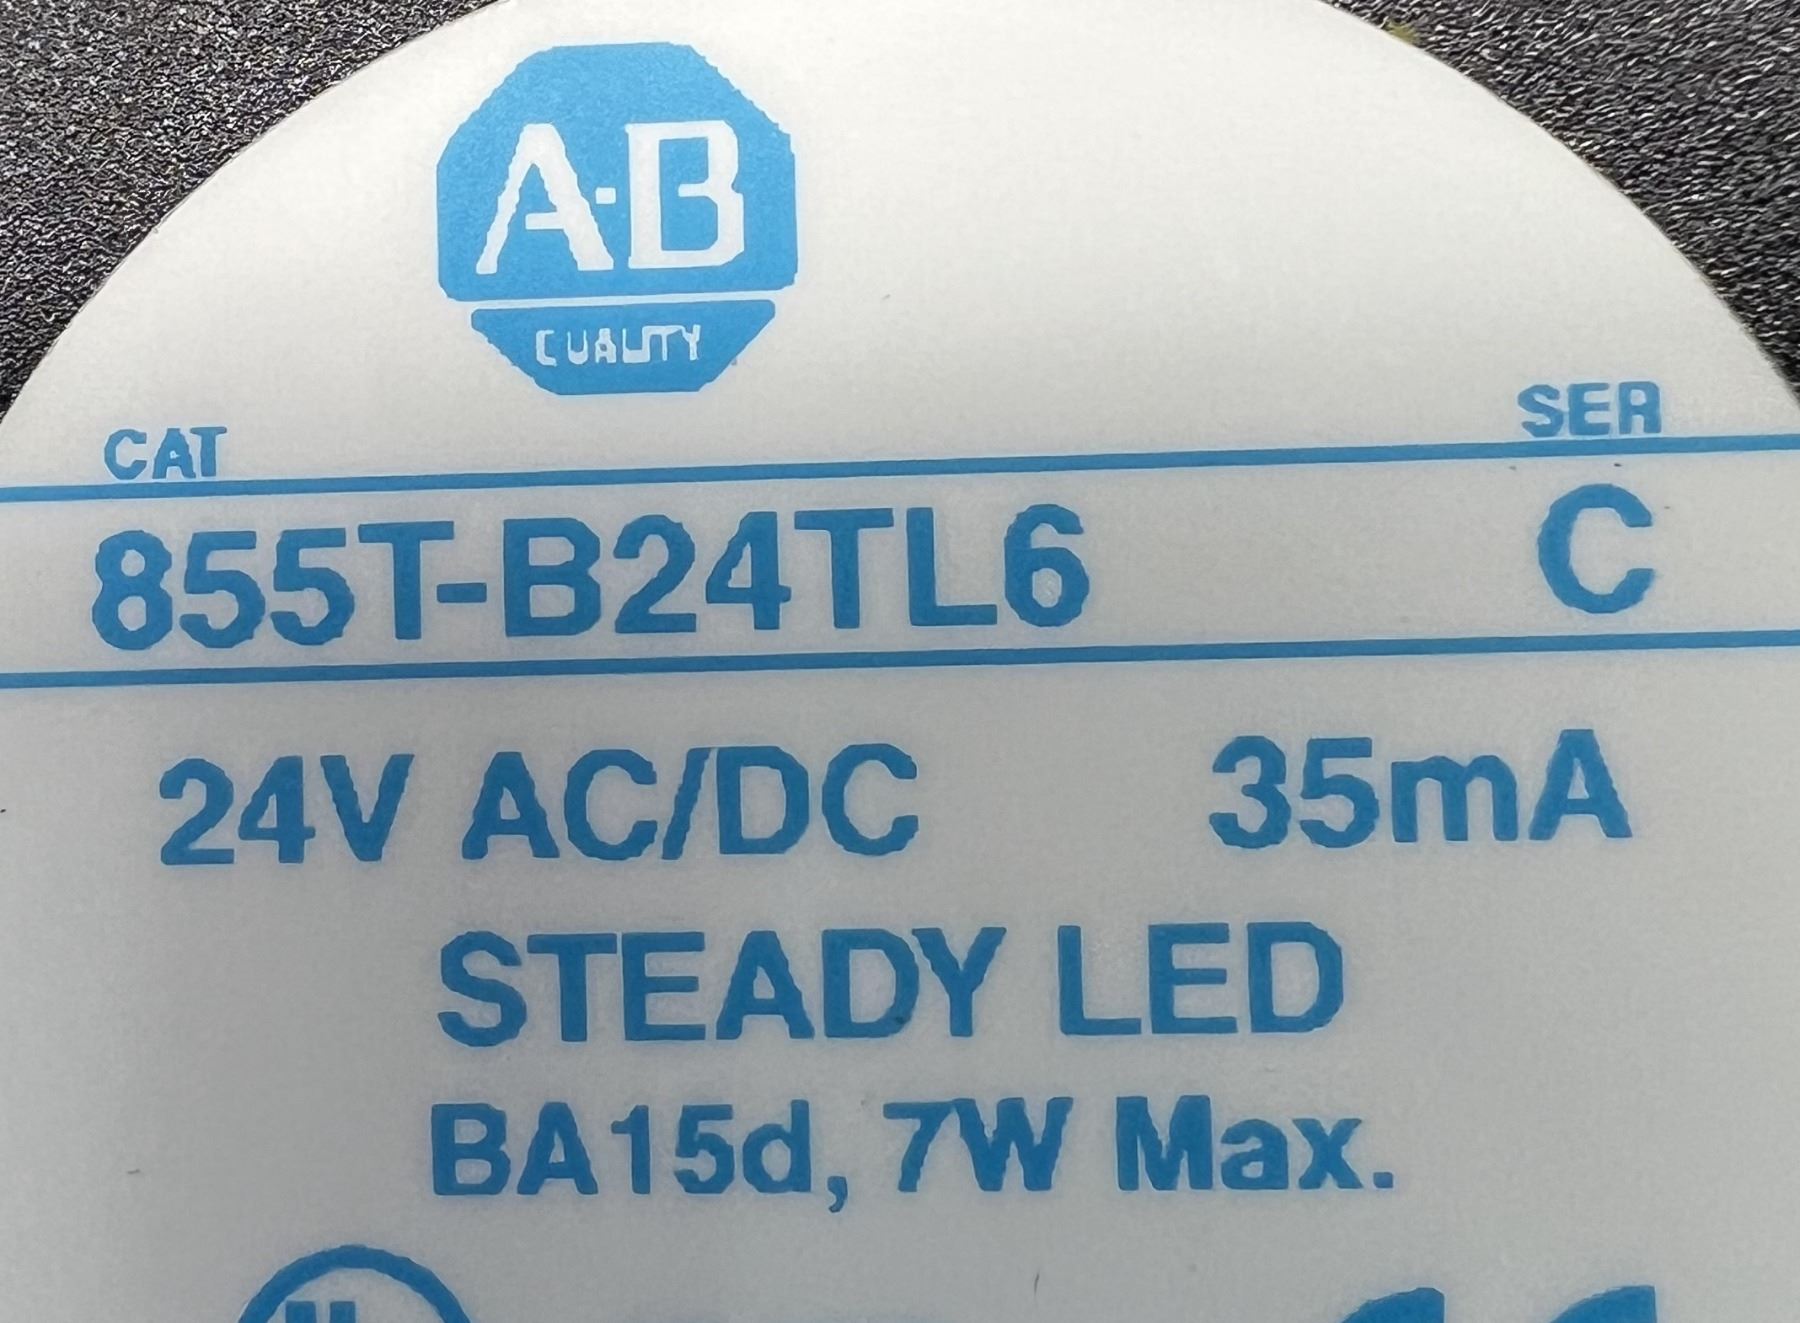 A-B
QUALITY
CAT SER
855T-B24TL6 C
24V AC/DC 35mA
STEADY LED
BA15d, 7W Max.